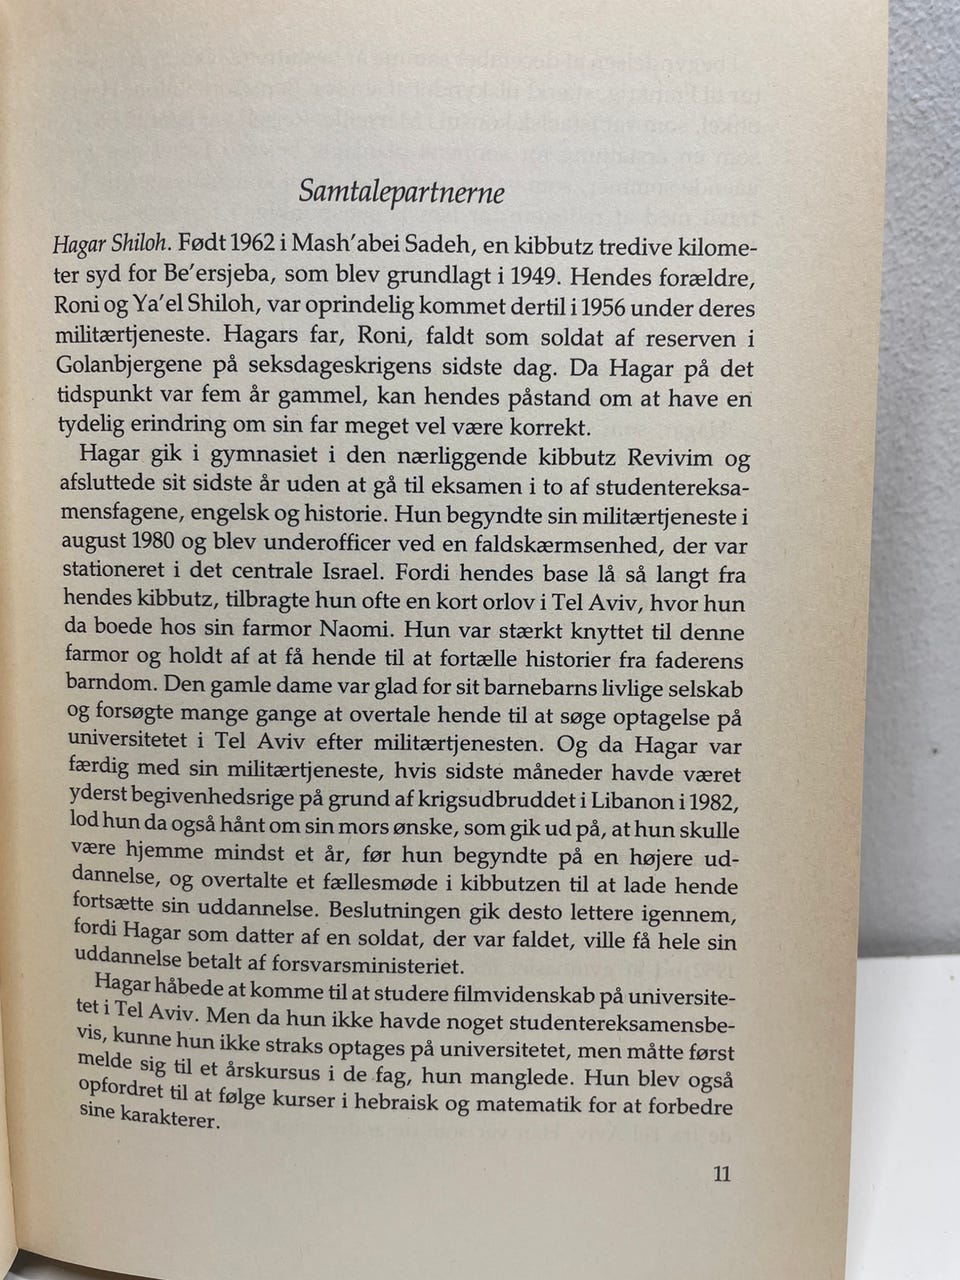 Samtalepartnerne
Hagar Shiloh. Født 1962 i Mash'abei Sadeh, en kibbutz tredive kilome-
ter syd for Be'ersjeba, som blev grundlagt i 1949. Hendes forældre,
Roni og Ya'el Shiloh, var oprindelig kommet dertil i 1956 under deres
militærtjeneste. Hagars far, Roni, faldt som soldat af reserven i
Golanbjergene på seksdageskrigens sidste dag. Da Hagar på det
tidspunkt var fem år gammel, kan hendes påstand om at have en
tydelig erindring om sin far meget vel være korrekt.
Hagar gik i gymnasiet i den nærliggende kibbutz Revivim og
afsluttede sit sidste år uden at gå til eksamen i to af studentereksa-
mensfagene, engelsk og historie. Hun begyndte sin militærtjeneste i
august 1980 og blev underofficer ved en faldskærmsenhed, der var
stationeret i det centrale Israel. Fordi hendes base lå så langt fra
hendes kibbutz, tilbragte hun ofte en kort orlov i Tel Aviv, hvor hun
da boede hos sin farmor Naomi. Hun var stærkt knyttet til denne
farmor og holdt af at få hende til at fortælle historier fra faderens
barndom. Den gamle dame var glad for sit barnebarns livlige selskab
og forsøgte mange gange at overtale hende til at søge optagelse på
universitetet i Tel Aviv efter militærtjenesten. Og da Hagar var
færdig med sin militærtjeneste, hvis sidste måneder havde været
yderst begivenhedsrige på grund af krigsudbruddet i Libanon i 1982,
lod hun da også hånt om sin mors ønske, som gik ud på, at hun skulle
være hjemme mindst et år, før hun begyndte på en højere ud-
dannelse, og overtalte et fællesmøde i kibbutzen til at lade hende
fortsætte sin uddannelse. Beslutningen gik desto lettere igennem,
fordi Hagar som datter af en soldat, der var faldet, ville få hele sin
uddannelse betalt af forsvarsministeriet.
Hagar håbede at komme til at studere filmvidenskab på universite-
tet i Tel Aviv. Men da hun ikke havde noget studentereksamensbe-
vis, kunne hun ikke straks optages på universitetet, men måtte først
melde sig til et årskursus i de fag, hun manglede. Hun blev også
opfordret til at følge kurser i hebraisk og matematik for at forbedre
sine karakterer.
11